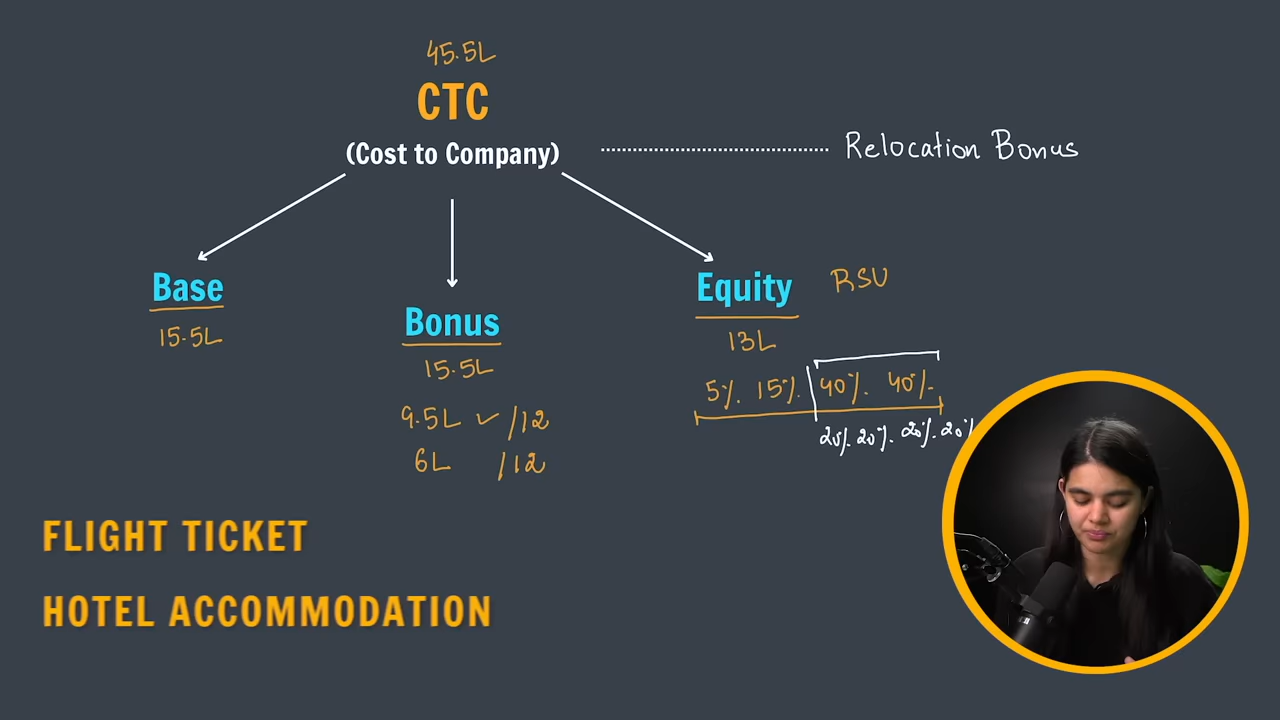 45.5L
CTC
(Cost to Company)
Relocation Bonus
Base
15.5L
Bonus
15.5L
9.5L ✓ /12
6L /12
Equity RSU
13L
5% 15% 40% 40%
20% 20% 20% 20%
FLIGHT TICKET
HOTEL ACCOMMODATION